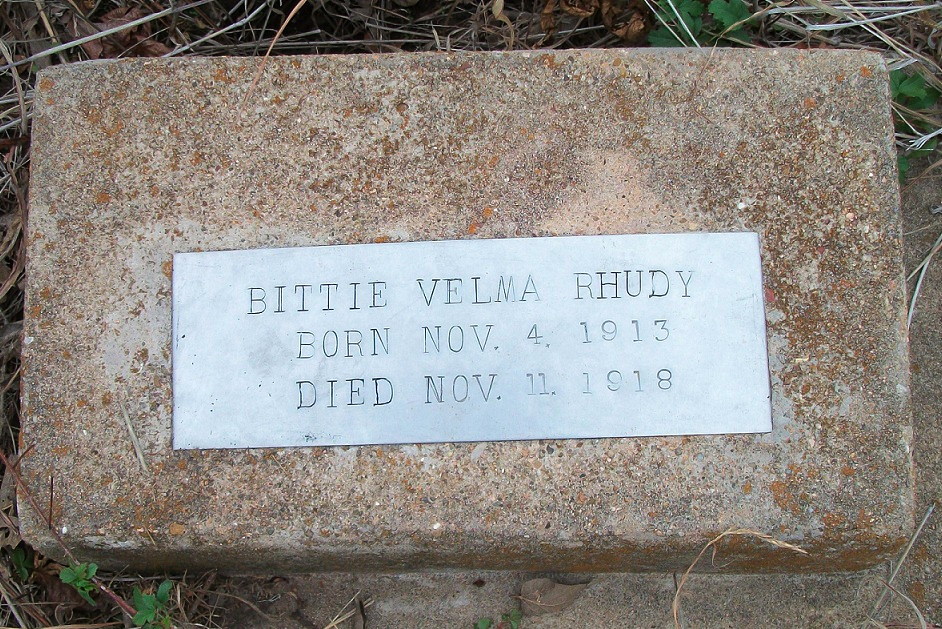 BITTIE VELMA RHUDY
BORN NOV. 4, 1913
DIED NOV. 11, 1918